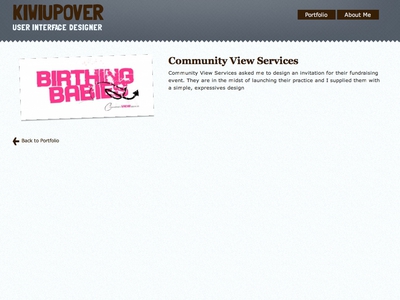 KIWIUPOVER
USER INTERFACE DESIGNER
Portfolio
About Me
BIRTHING
BABIES
Community View Services
Community View Services asked me to design an invitation for their fundraising
event. They are in the midst of launching their practice and I supplied them with
a simple, expressives design
Back to Portfolio